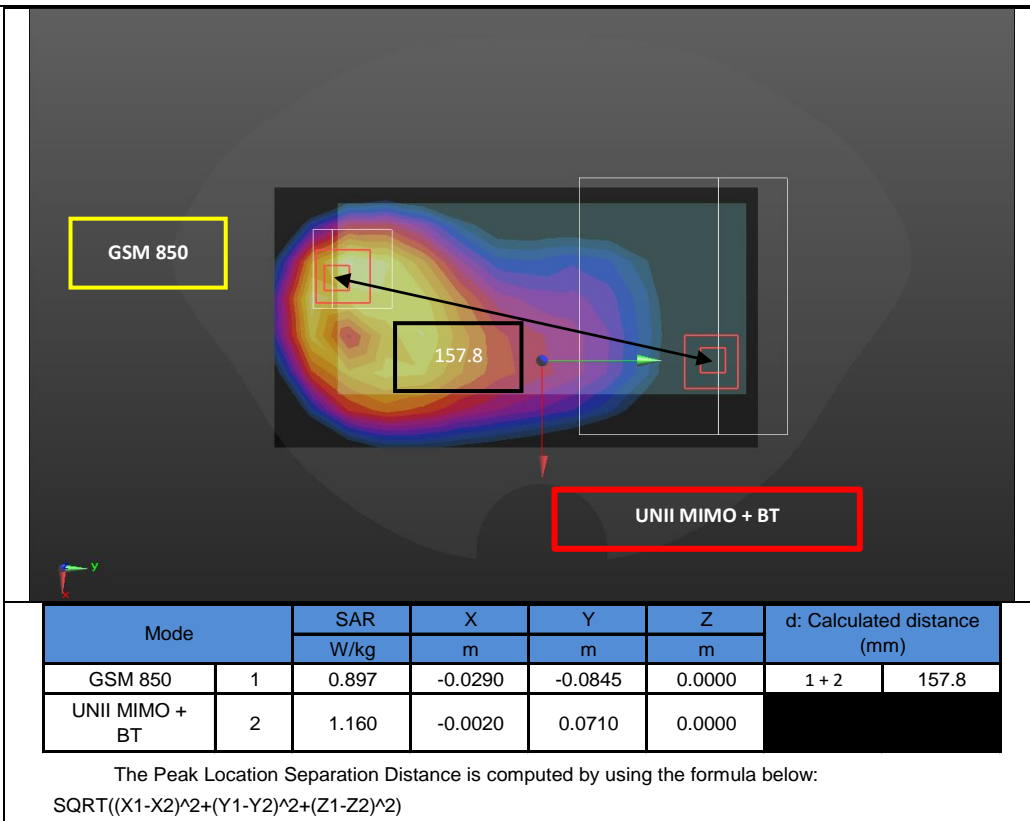 GSM 850
157.8
UNII MIMO + BT
y
x
Mode SAR X Y Z d: Calculated distance (mm)
W/kg m m m
GSM 850 1 0.897 -0.0290 -0.0845 0.0000 1 + 2 157.8
UNII MIMO + BT 2 1.160 -0.0020 0.0710 0.0000
The Peak Location Separation Distance is computed by using the formula below:
SQRT((X1-X2)^2+(Y1-Y2)^2+(Z1-Z2)^2)